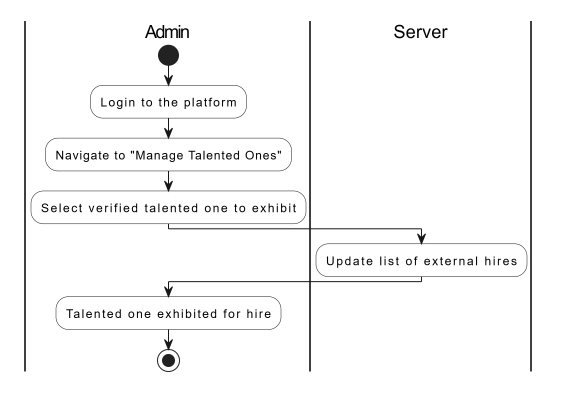 Admin
Server
Login to the platform
Navigate to "Manage Talented Ones"
Select verified talented one to exhibit
Update list of external hires
Talented one exhibited for hire